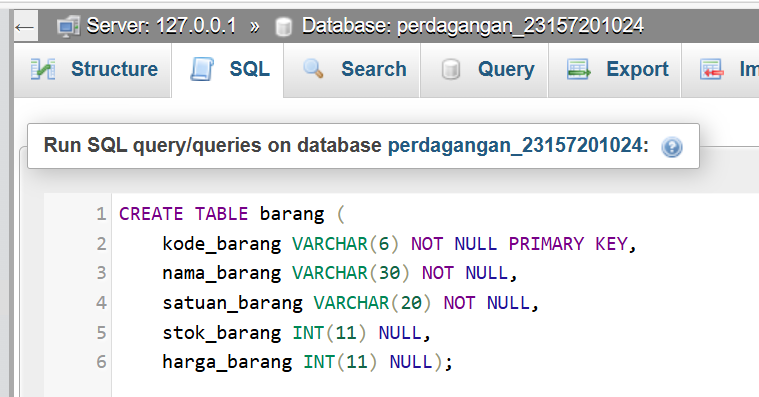 ← Server: 127.0.0.1 » Database: perdagangan_23157201024
Structure SQL Search Query Export Im
Run SQL query/queries on database perdagangan_23157201024:
1 CREATE TABLE barang (
2 kode_barang VARCHAR(6) NOT NULL PRIMARY KEY,
3 nama_barang VARCHAR(30) NOT NULL,
4 satuan_barang VARCHAR(20) NOT NULL,
5 stok_barang INT(11) NULL,
6 harga_barang INT(11) NULL);